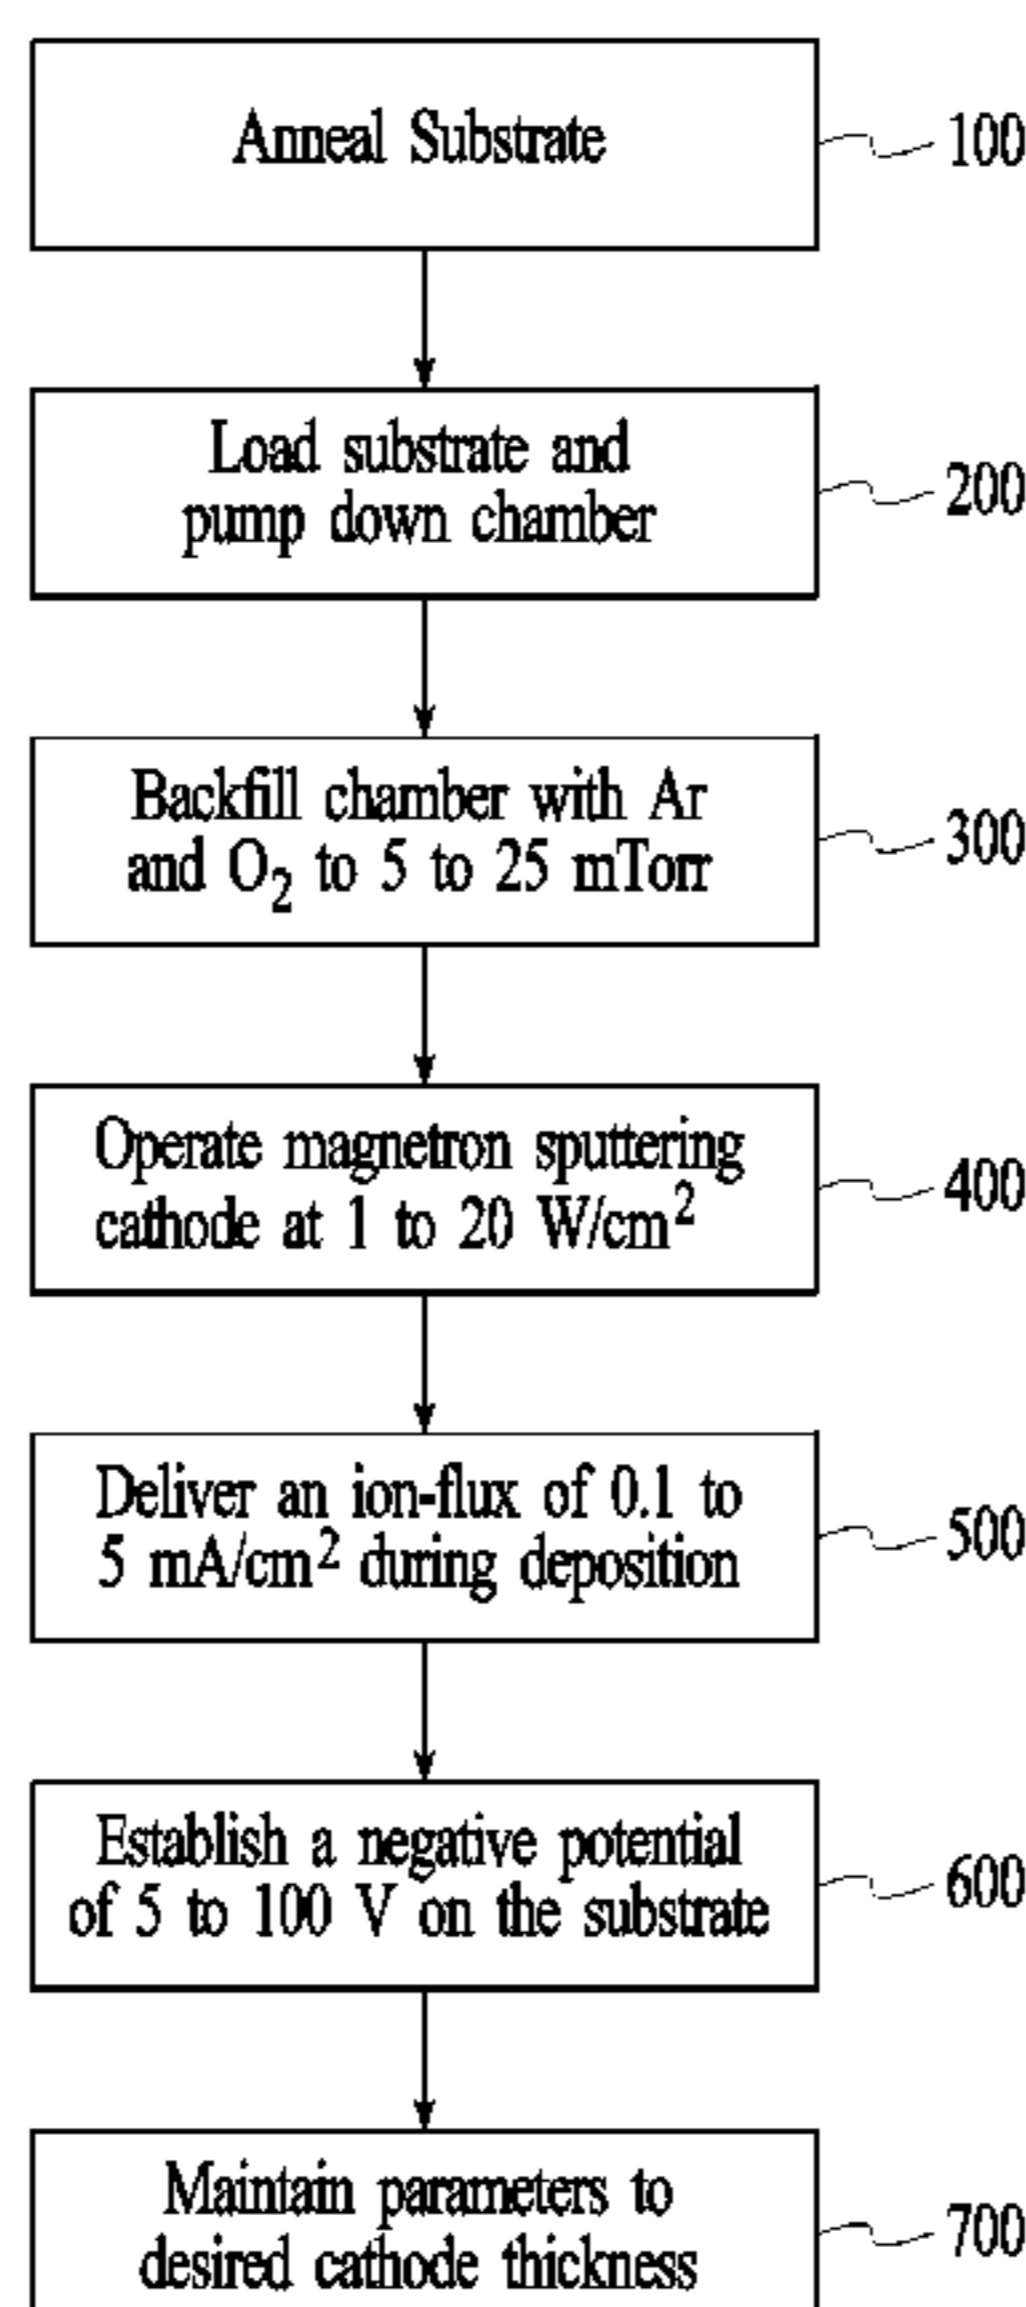 Anneal Substrate
100
Load substrate and
pump down chamber
200
Backfill chamber with Ar
and O₂ to 5 to 25 mTorr
300
Operate magnetron sputtering
cathode at 1 to 20 W/cm²
400
Deliver an ion-flux of 0.1 to
5 mA/cm² during deposition
500
Establish a negative potential
of 5 to 100 V on the substrate
600
Maintain parameters to
desired cathode thickness
700